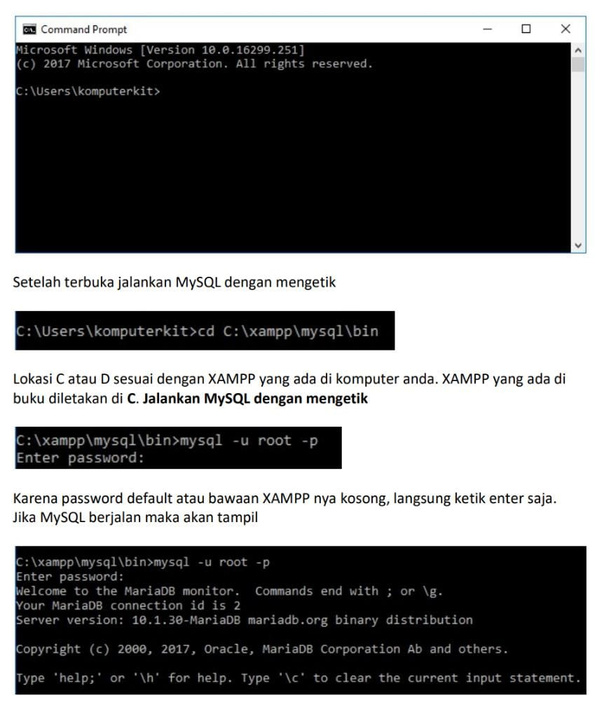 Command Prompt
Microsoft Windows [Version 10.0.16299.251]
(c) 2017 Microsoft Corporation. All rights reserved.
C:\Users\komputerkit>
Setelah terbuka jalankan MySQL dengan mengetik
C:\Users\komputerkit>cd C:\xampp\mysql\bin
Lokasi C atau D sesuai dengan XAMPP yang ada di komputer anda. XAMPP yang ada di
buku diletakan di C. Jalankan MySQL dengan mengetik
C:\xampp\mysql\bin>mysql -u root -p
Enter password:
Karena password default atau bawaan XAMPP nya kosong, langsung ketik enter saja.
Jika MySQL berjalan maka akan tampil
C:\xampp\mysql\bin>mysql -u root -p
Enter password:
Welcome to the MariaDB monitor.  Commands end with ; or \g.
Your MariaDB connection id is 2
Server version: 10.1.30-MariaDB mariadb.org binary distribution
Copyright (c) 2000, 2017, Oracle, MariaDB Corporation Ab and others.
Type 'help;' or '\h' for help. Type '\c' to clear the current input statement.